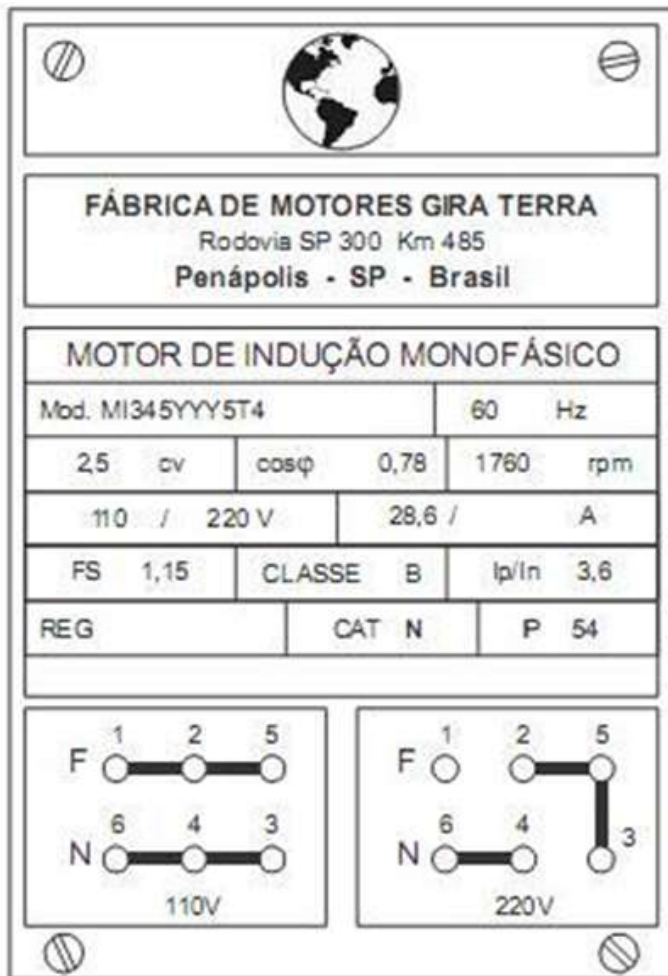 FÁBRICA DE MOTORES GIRA TERRA
Rodovia SP 300 Km 485
Penápolis - SP - Brasil
MOTOR DE INDUÇÃO MONOFÁSICO
Mod. MI345YYY5T4 60 Hz
2,5 cv cosφ 0,78 1760 rpm
110 / 220 V 28,6 / A
FS 1,15 CLASSE B Ip/In 3,6
REG CAT N IP 54
1 2 5 1 2 5
F F
6 4 3 6 4 3
N N
110V 220V